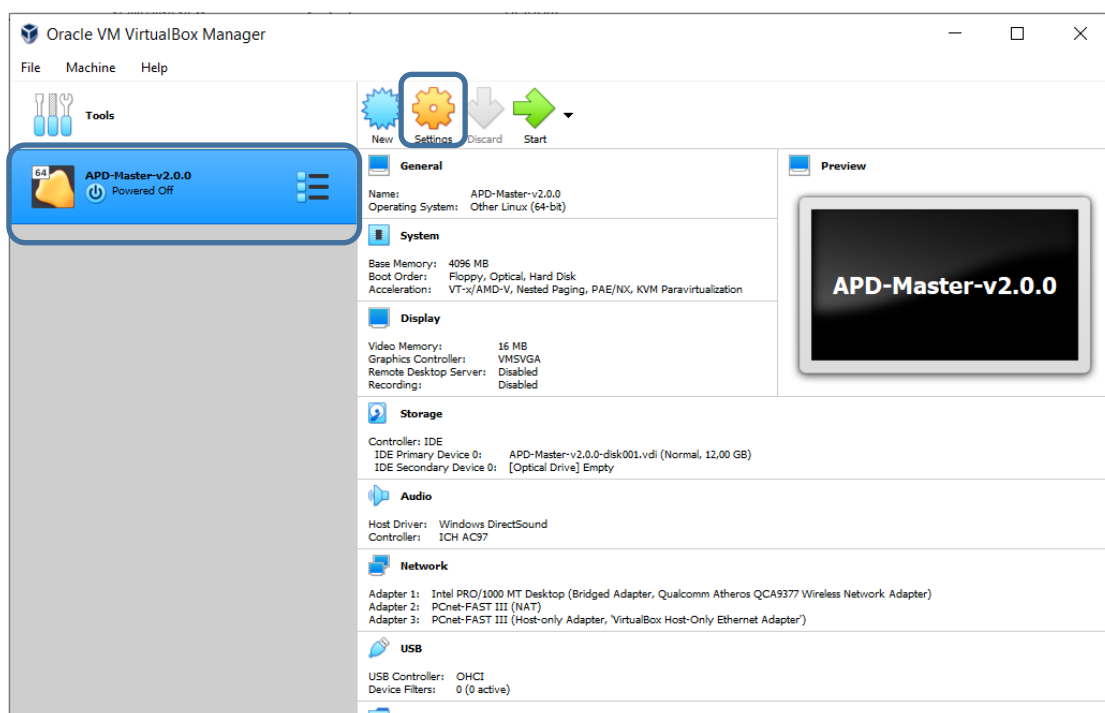 Oracle VM VirtualBox Manager
File Machine Help
Tools
New Settings Discard Start
64
APD-Master-v2.0.0
Powered Off
General
Name: APD-Master-v2.0.0
Operating System: Other Linux (64-bit)
System
Base Memory: 4096 MB
Boot Order: Floppy, Optical, Hard Disk
Acceleration: VT-x/AMD-V, Nested Paging, PAE/NX, KVM Paravirtualization
Display
Video Memory: 16 MB
Graphics Controller: VMSVGA
Remote Desktop Server: Disabled
Recording: Disabled
Preview
APD-Master-v2.0.0
Storage
Controller: IDE
IDE Primary Device 0: APD-Master-v2.0.0-disk001.vdi (Normal, 12,00 GB)
IDE Secondary Device 0: [Optical Drive] Empty
Audio
Host Driver: Windows DirectSound
Controller: ICH AC97
Network
Adapter 1: Intel PRO/1000 MT Desktop (Bridged Adapter, Qualcomm Atheros QCA9377 Wireless Network Adapter)
Adapter 2: PCnet-FAST III (NAT)
Adapter 3: PCnet-FAST III (Host-only Adapter, 'VirtualBox Host-Only Ethernet Adapter')
USB
USB Controller: OHCI
Device Filters: 0 (0 active)